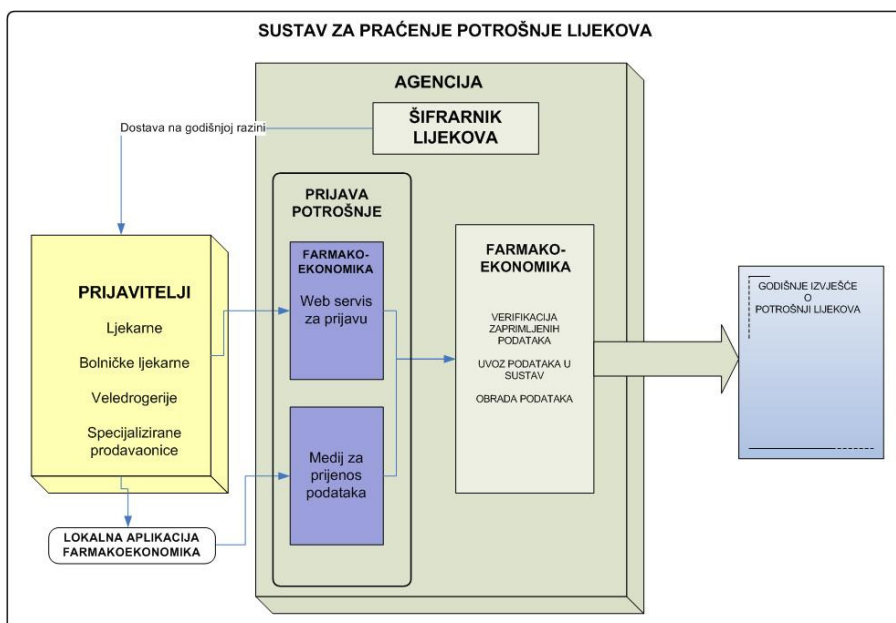 SUSTAV ZA PRAĆENJE POTROŠNJE LIJEKOVA
AGENCIJA
ŠIFRARNIK
LIJEKOVA
Dostava na godišnjoj razini
PRIJAVA
POTROŠNJE
PRIJAVITELJI
Ljekarne
Bolničke ljekarne
Veledrogerije
Specijalizirane
prodavaonice
LOKALNA APLIKACIJA
FARMAKOEKONOMIKA
FARMAKO-
EKONOMIKA
Web servis
za prijavu
Medij za
prijenos
podataka
FARMAKO-
EKONOMIKA
VERIFIKACIJA
ZAPRIMLJENIH
PODATAKA
UVOZ PODATAKA U
SUSTAV
OBRADA PODATAKA
GODIŠNJE IZVJEŠĆE
O
POTROŠNJI LIJEKOVA